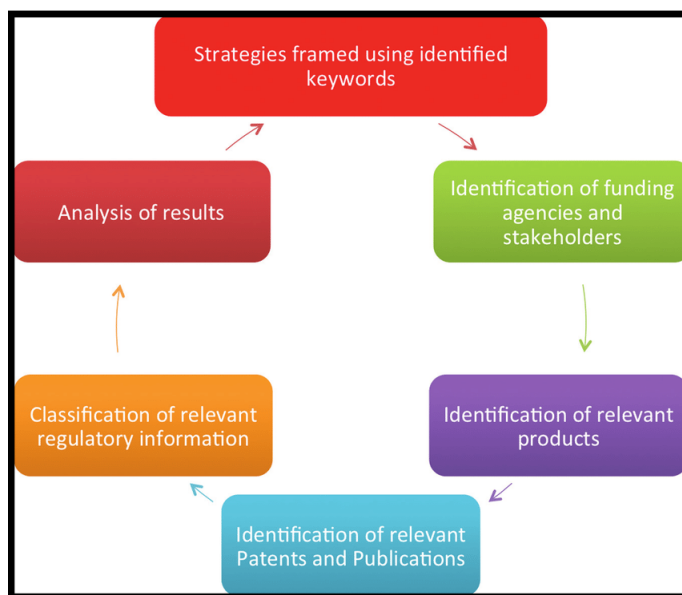 Strategies framed using identified
keywords
Identification of funding
agencies and
stakeholders
Identification of relevant
products
Identification of relevant
Patents and Publications
Classification of relevant
regulatory information
Analysis of results